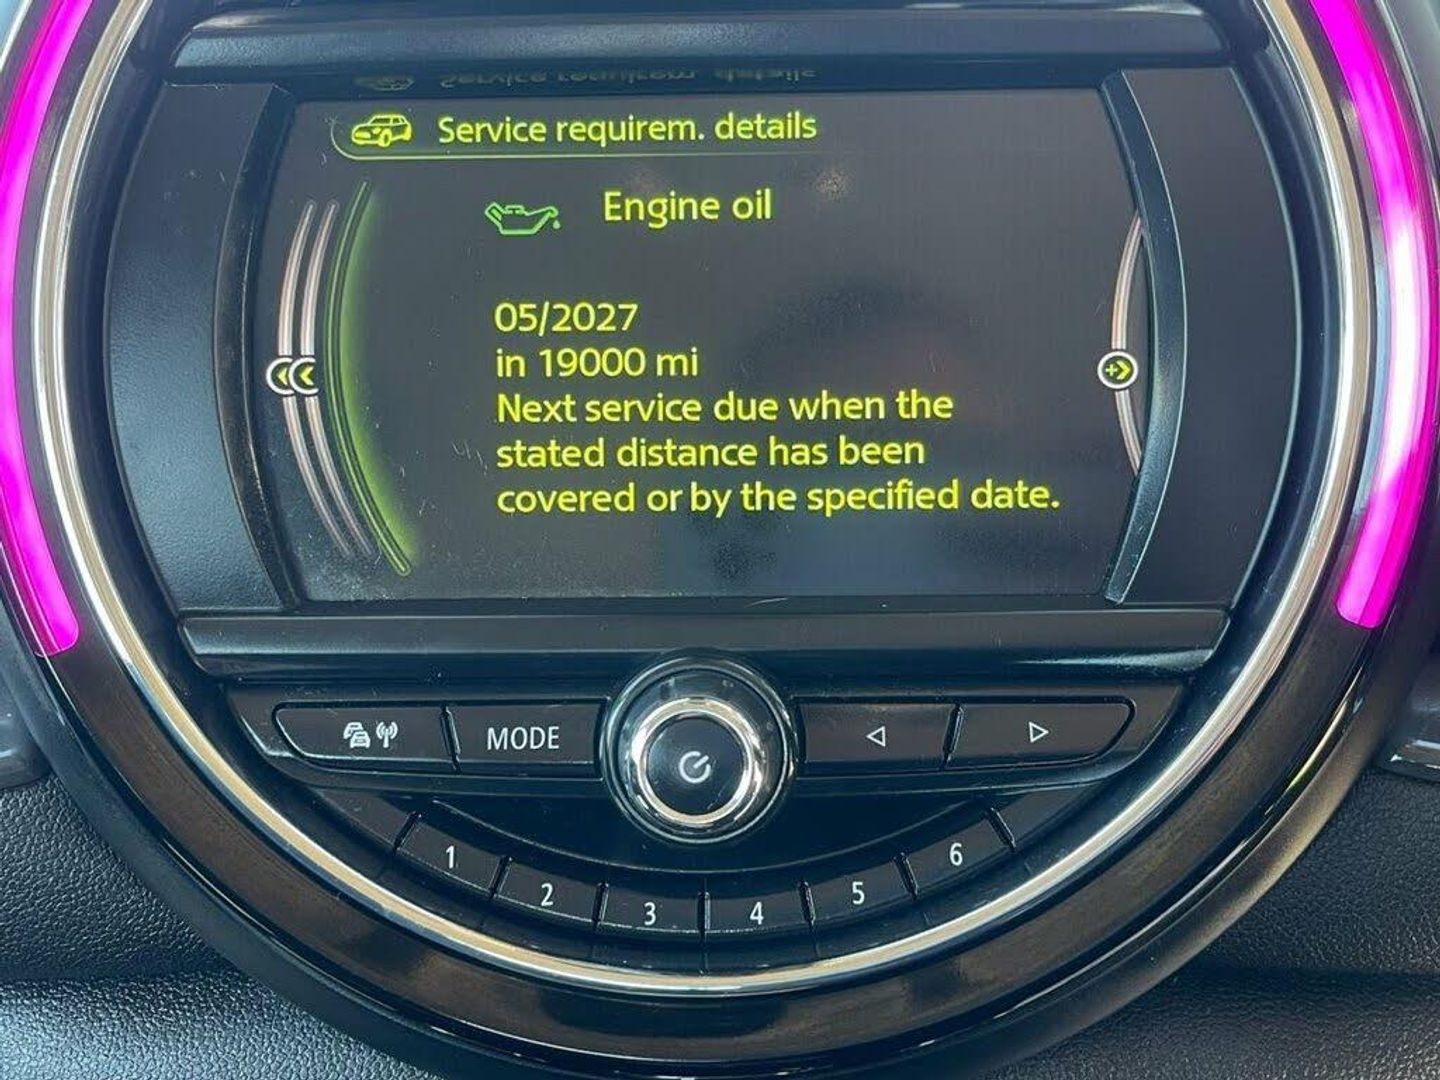 Service requirem. details
Engine oil
05/2027
in 19000 mi
Next service due when the
stated distance has been
covered or by the specified date.
MODE
1
2
3
4
5
6